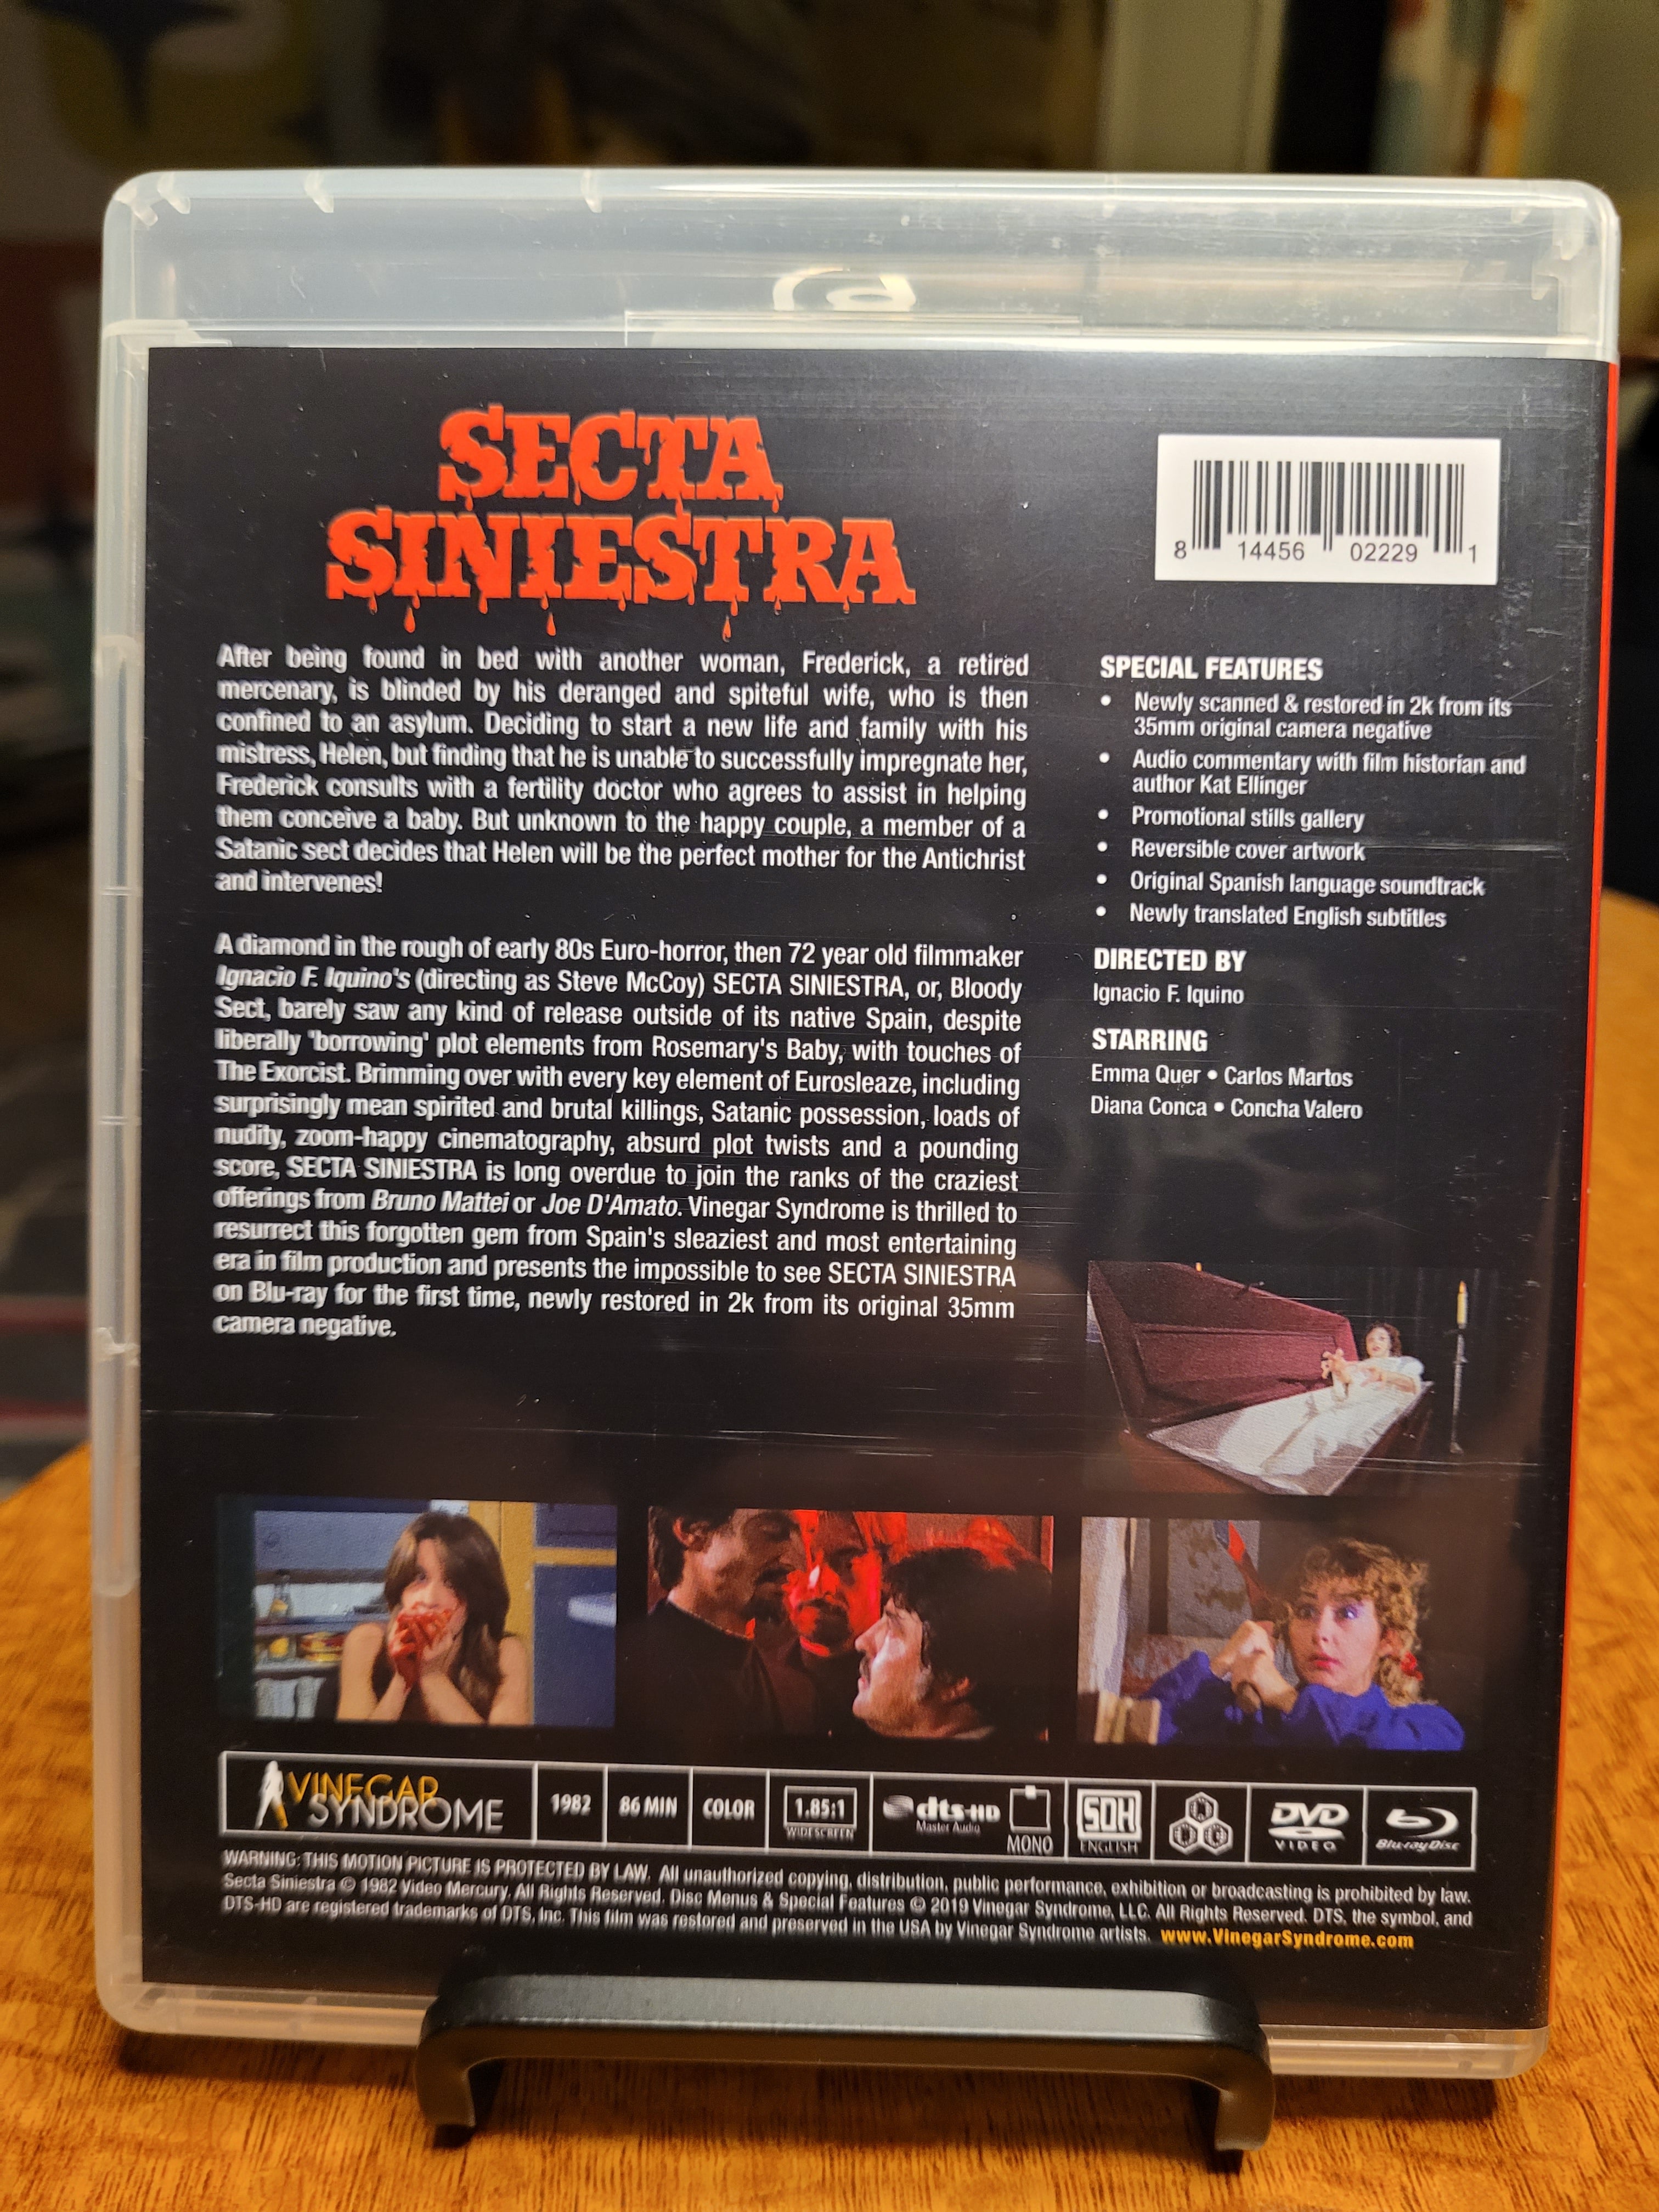 SECTA
SINIESTRA
8 14456 02229 1
After being found in bed with another woman, Frederick, a retired
mercenary, is blinded by his deranged and spiteful wife, who is then
confined to an asylum. Deciding to start a new life and family with his
mistress, Helen, but finding that he is unable to successfully impregnate her,
Frederick consults with a fertility doctor who agrees to assist in helping
them conceive a baby. But unknown to the happy couple, a member of a
Satanic sect decides that Helen will be the perfect mother for the Antichrist
and intervenes!
A diamond in the rough of early 80s Euro-horror, then 72 year old filmmaker
Ignacio F. Iquino's (directing as Steve McCoy) SECTA SINIESTRA, or, Bloody
Sect, barely saw any kind of release outside of its native Spain, despite
liberally 'borrowing' plot elements from Rosemary's Baby, with touches of
The Exorcist. Brimming over with every key element of Eurosleaze, including
surprisingly mean spirited and brutal killings, Satanic possession, loads of
nudity, zoom-happy cinematography, absurd plot twists and a pounding
score, SECTA SINIESTRA is long overdue to join the ranks of the craziest
offerings from Bruno Mattei or Joe D'Amato. Vinegar Syndrome is thrilled to
resurrect this forgotten gem from Spain's sleaziest and most entertaining
era in film production and presents the impossible to see SECTA SINIESTRA
on Blu-ray for the first time, newly restored in 2k from its original 35mm
camera negative.
SPECIAL FEATURES
• Newly scanned & restored in 2k from its
35mm original camera negative
• Audio commentary with film historian and
author Kat Ellinger
• Promotional stills gallery
• Reversible cover artwork
• Original Spanish language soundtrack
• Newly translated English subtitles
DIRECTED BY
Ignacio F. Iquino
STARRING
Emma Quer • Carlos Martos
Diana Conca • Concha Valero
VINEGAR
SYNDROME
1982
86 MIN
COLOR
1.85:1
WIDESCREEN
dts-HD
Master Audio
MONO
SDH
ENGLISH
DVD
VIDEO
Blu-ray Disc
WARNING: THIS MOTION PICTURE IS PROTECTED BY LAW. All unauthorized copying, distribution, public performance, exhibition or broadcasting is prohibited by law.
Secta Siniestra © 1982 Video Mercury. All Rights Reserved. Disc Menus & Special Features © 2019 Vinegar Syndrome, LLC. All Rights Reserved. DTS, the symbol, and
DTS-HD are registered trademarks of DTS, Inc. This film was restored and preserved in the USA by Vinegar Syndrome artists. www.VinegarSyndrome.com